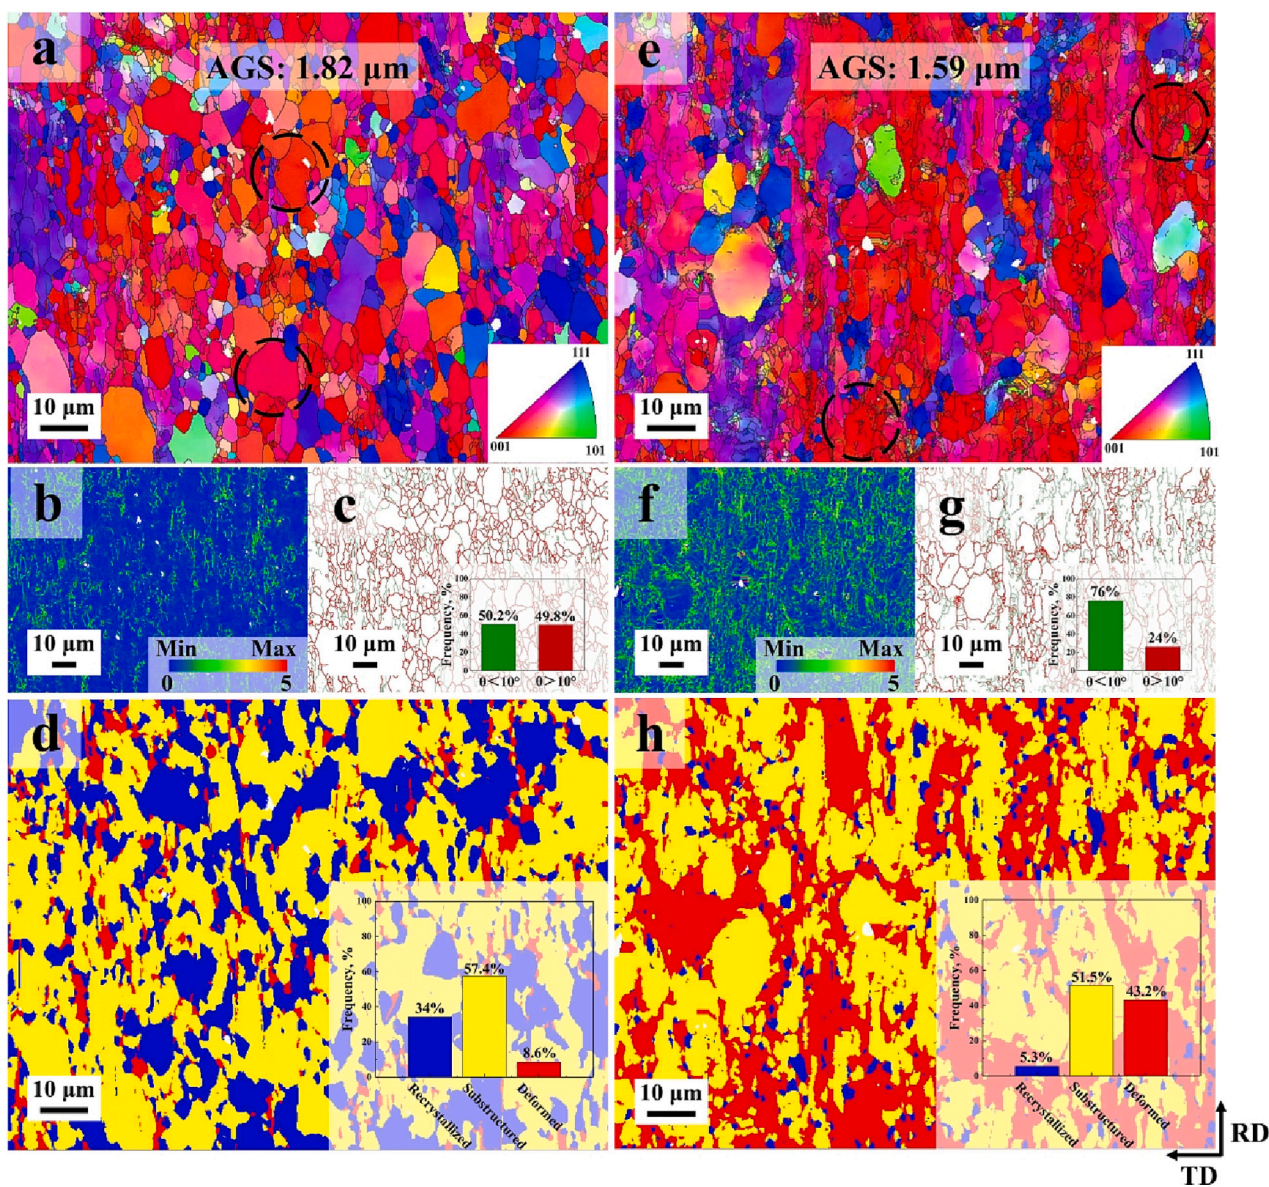 a
AGS: 1.82 μm
111
001
101
10 μm
e
AGS: 1.59 μm
111
001
101
10 μm
b
10 μm
Min Max
0 5
c
10 μm
Frequency, %
100
80
60
40
20
0
50.2%
49.8%
θ<10°
θ>10°
f
10 μm
Min Max
0 5
g
10 μm
Frequency, %
100
80
60
40
20
0
76%
24%
θ<10°
θ>10°
d
10 μm
Frequency, %
100
80
60
40
20
0
34%
57.4%
8.6%
Recrystallized
Substructured
Deformed
h
10 μm
Frequency, %
100
80
60
40
20
0
5.3%
51.5%
43.2%
Recrystallized
Substructured
Deformed
RD
TD